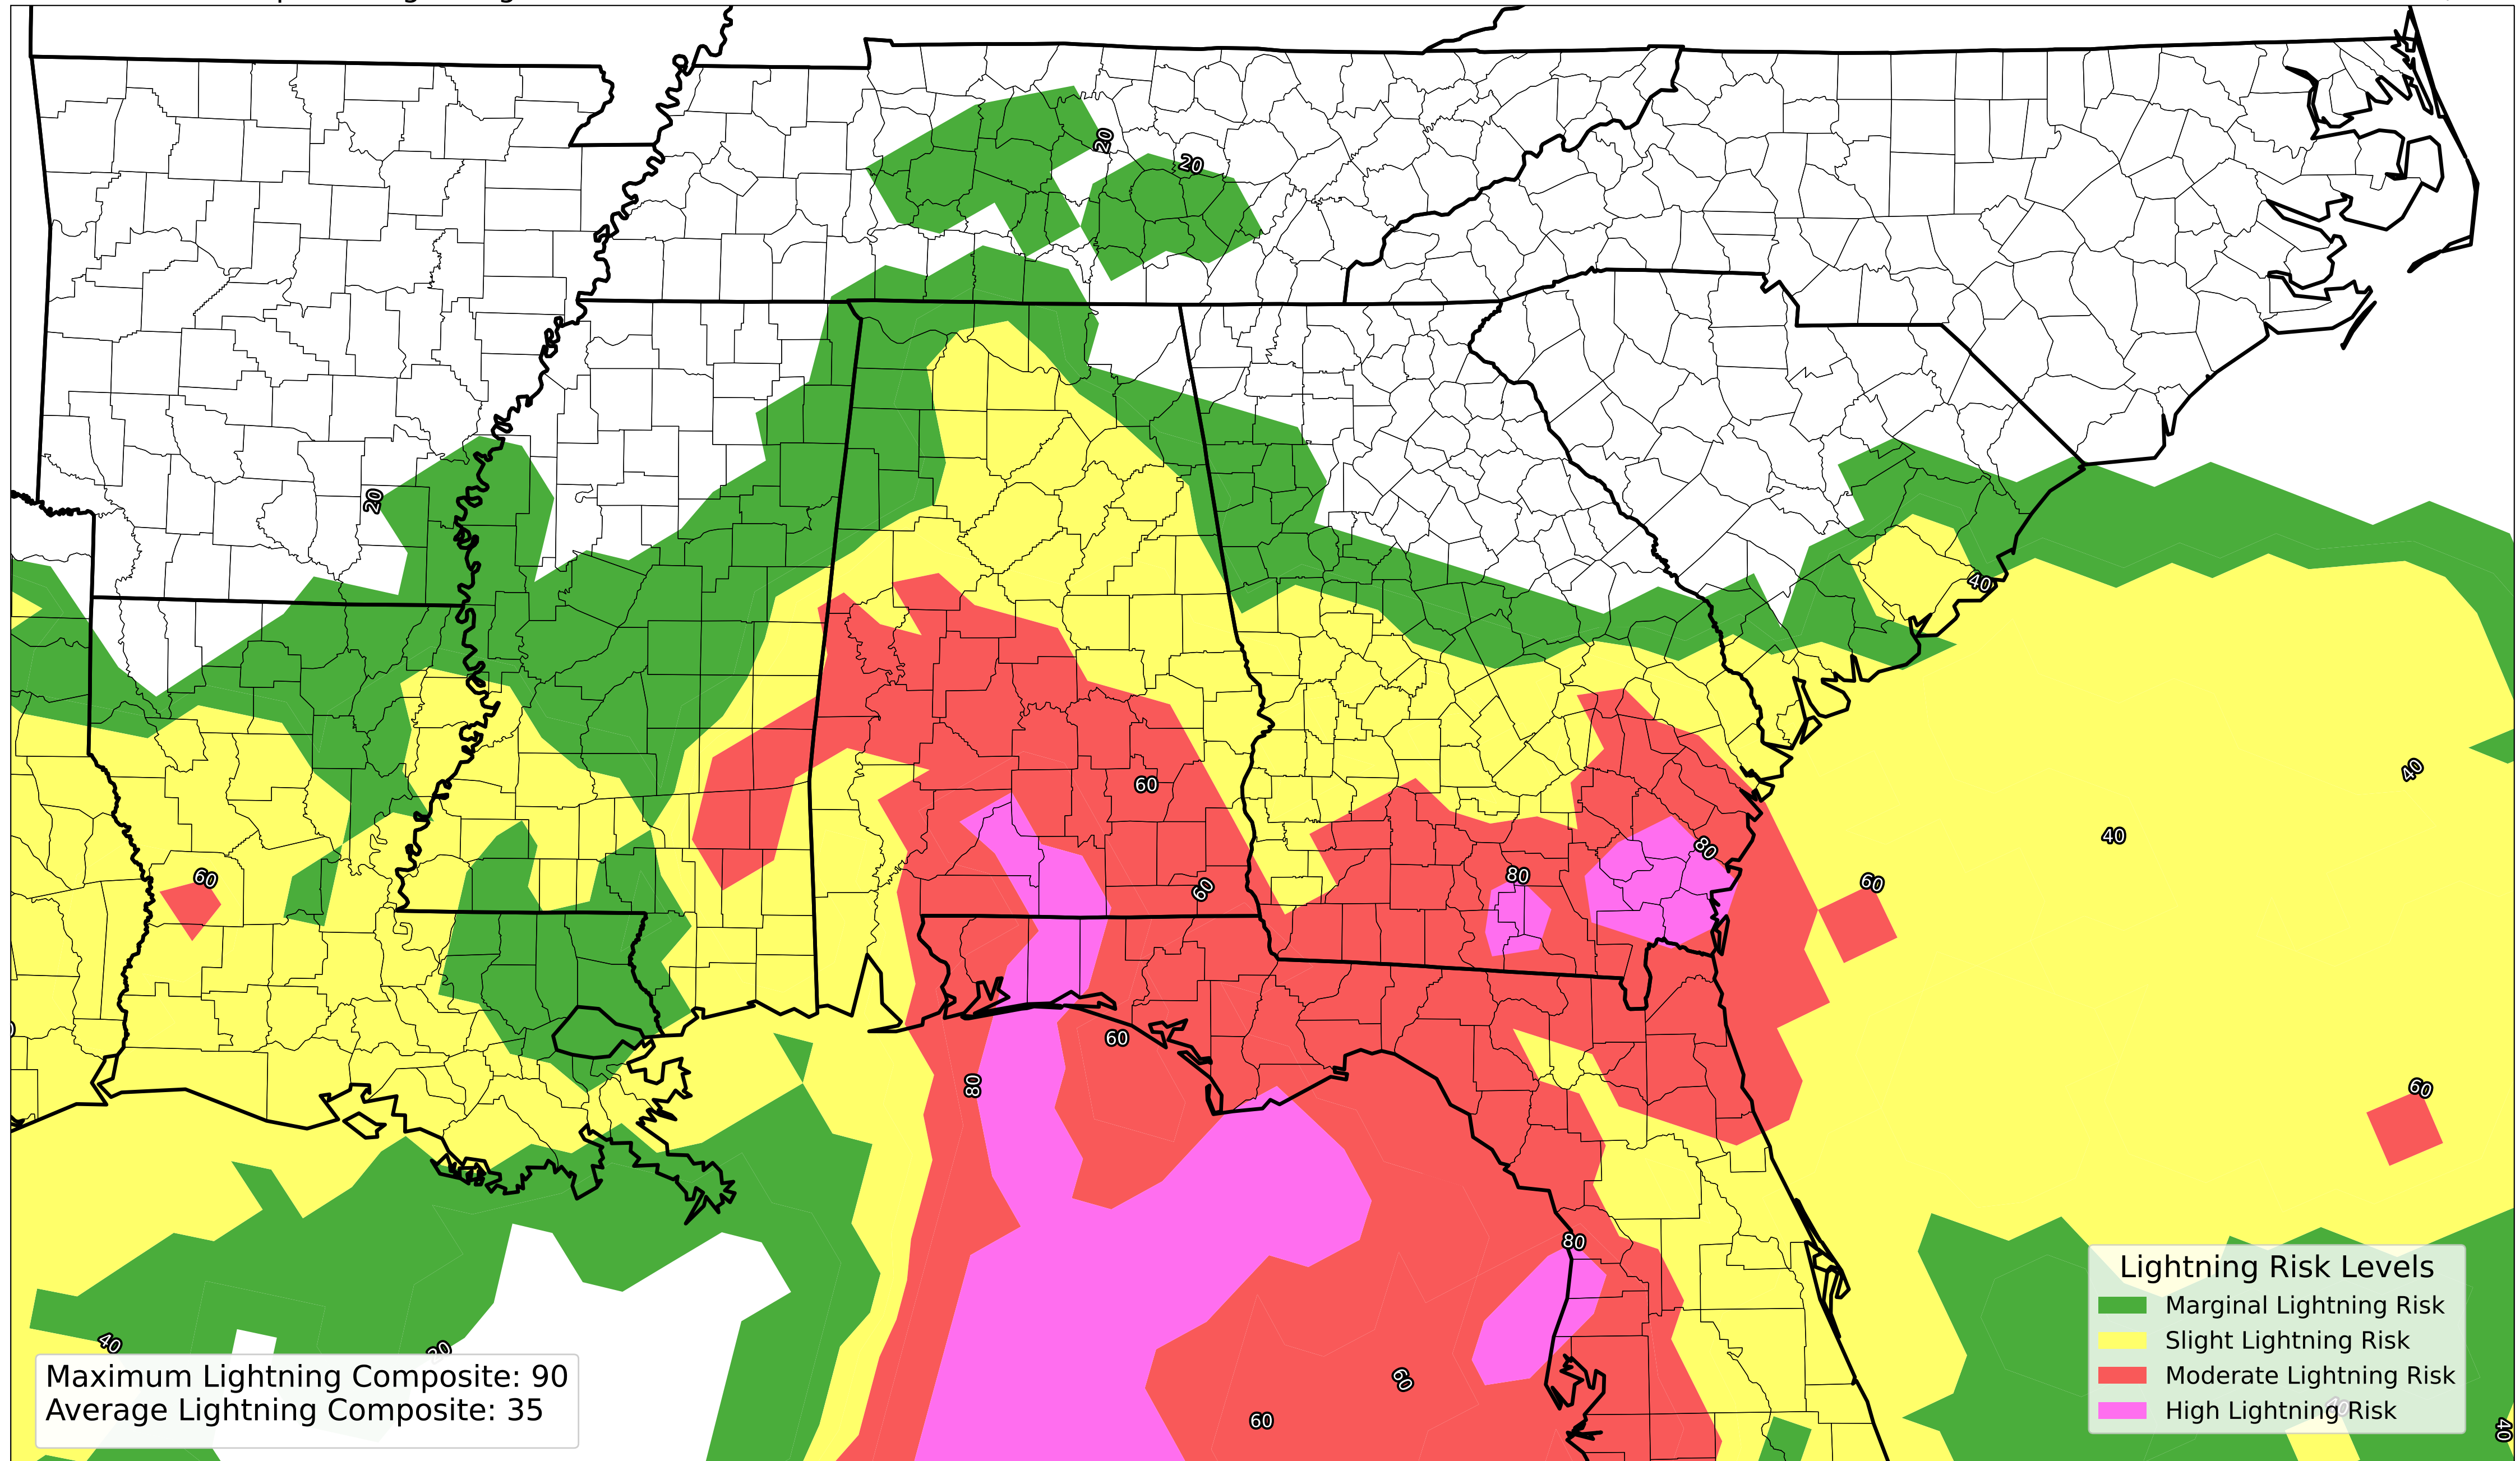 20
20
20
40
60
40
40
60
80
80
60
60
60
80
60
80
60
60
40
40
Lightning Risk Levels
Marginal Lightning Risk
Slight Lightning Risk
Moderate Lightning Risk
High Lightning Risk
Maximum Lightning Composite: 90
Average Lightning Composite: 35